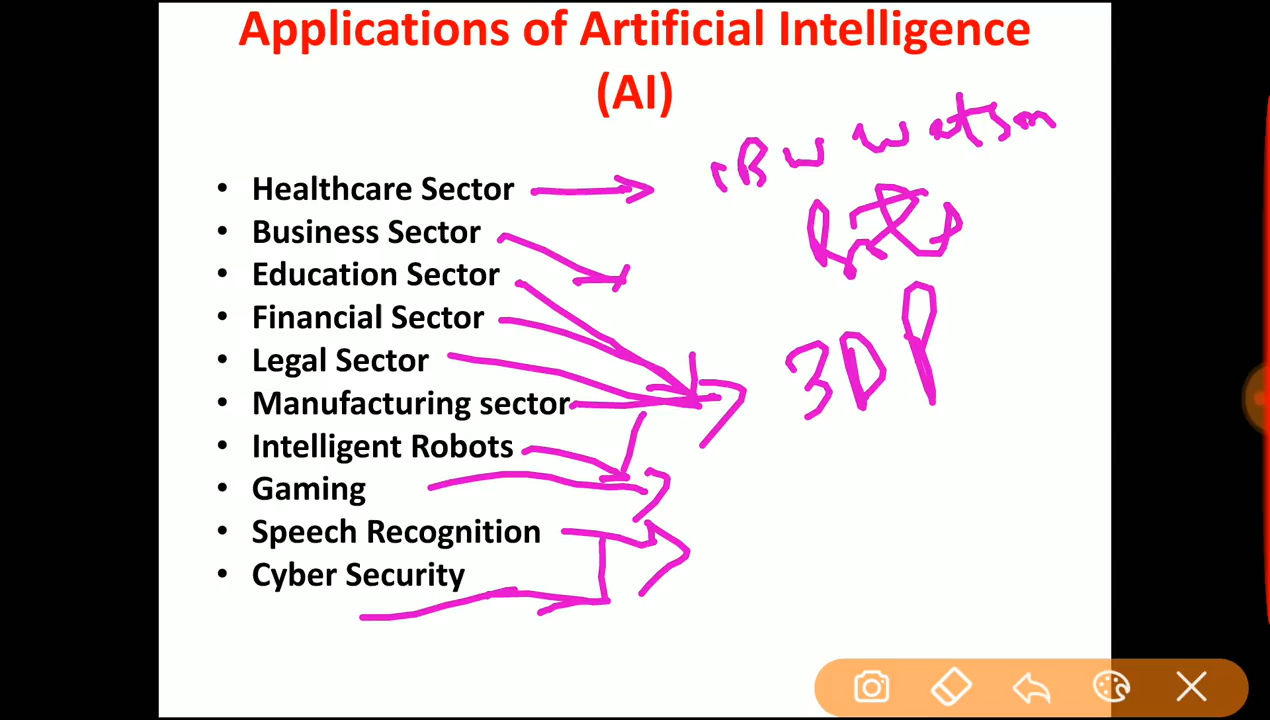 Applications of Artificial Intelligence
(AI)
IBM Watson
• Healthcare Sector
• Business Sector
• Education Sector
• Financial Sector
3DP
• Legal Sector
• Manufacturing sector
• Intelligent Robots
• Gaming
• Speech Recognition
• Cyber Security